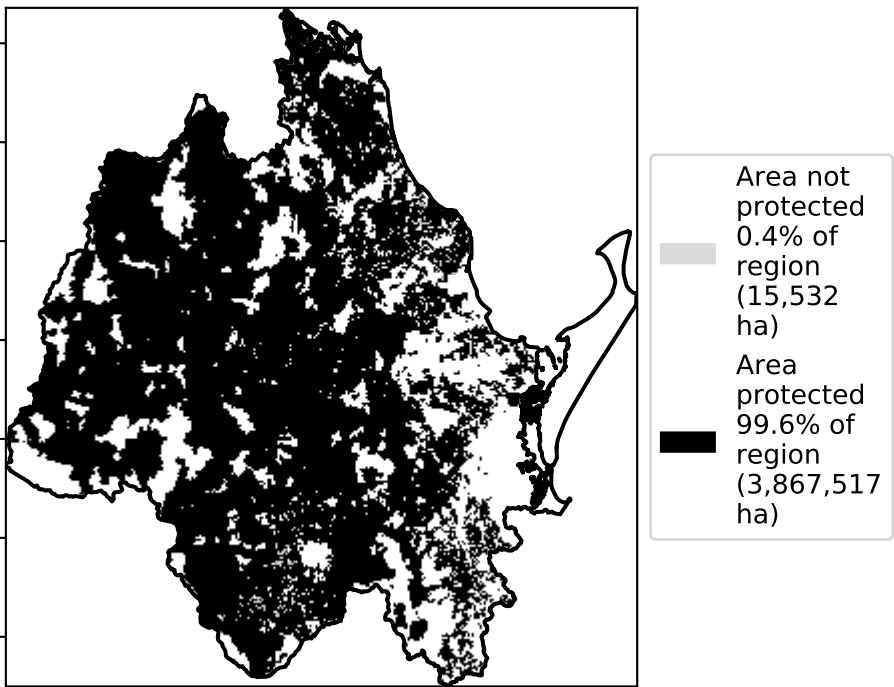 Area not
protected
0.4% of
region
(15,532
ha)
Area
protected
99.6% of
region
(3,867,517
ha)